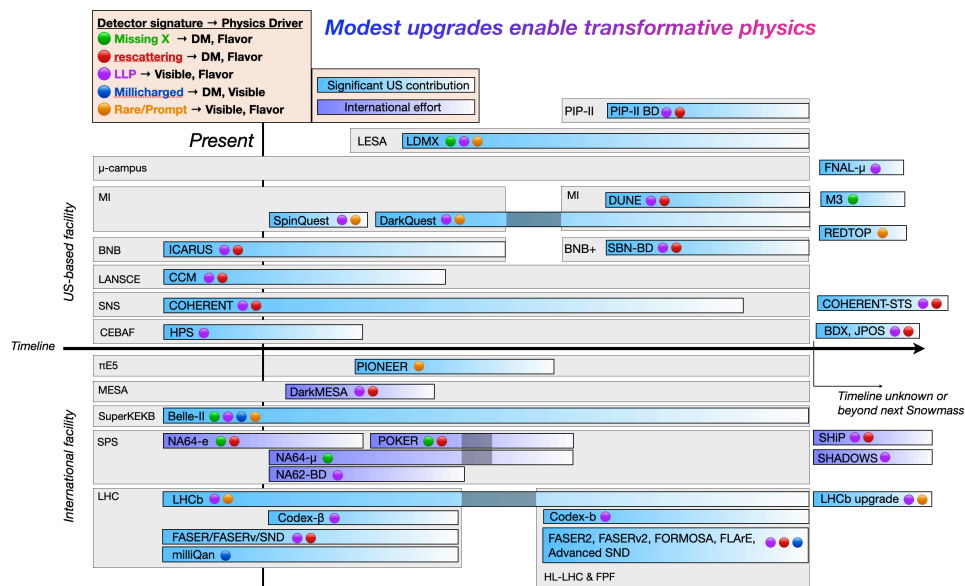 Modest upgrades enable transformative physics
Detector signature → Physics Driver
Missing X → DM, Flavor
rescattering → DM, Flavor
LLP → Visible, Flavor
Millicharged → DM, Visible
Rare/Prompt → Visible, Flavor
Significant US contribution
International effort
Present
PIP-II
PIP-II BD
LESA
LDMX
μ-campus
FNAL-μ
MI
MI
DUNE
M3
SpinQuest
DarkQuest
REDTOP
BNB
ICARUS
BNB+
SBN-BD
LANSCE
CCM
SNS
COHERENT
COHERENT-STS
CEBAF
HPS
BDX, JPOS
US-based facility
Timeline
πE5
PIONEER
MESA
DarkMESA
Timeline unknown or
beyond next Snowmass
SuperKEKB
Belle-II
SPS
NA64-e
POKER
SHiP
NA64-μ
SHADOWS
NA62-BD
International facility
LHC
LHCb
LHCb upgrade
Codex-β
Codex-b
FASER/FASERv/SND
FASER2, FASERv2, FORMOSA, FLArE,
Advanced SND
milliQan
HL-LHC & FPF